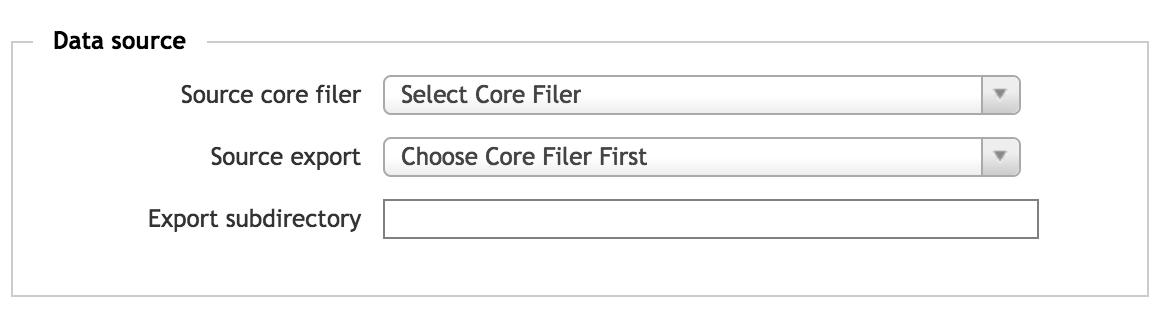 Data source
Source core filer Select Core Filer
Source export Choose Core Filer First
Export subdirectory